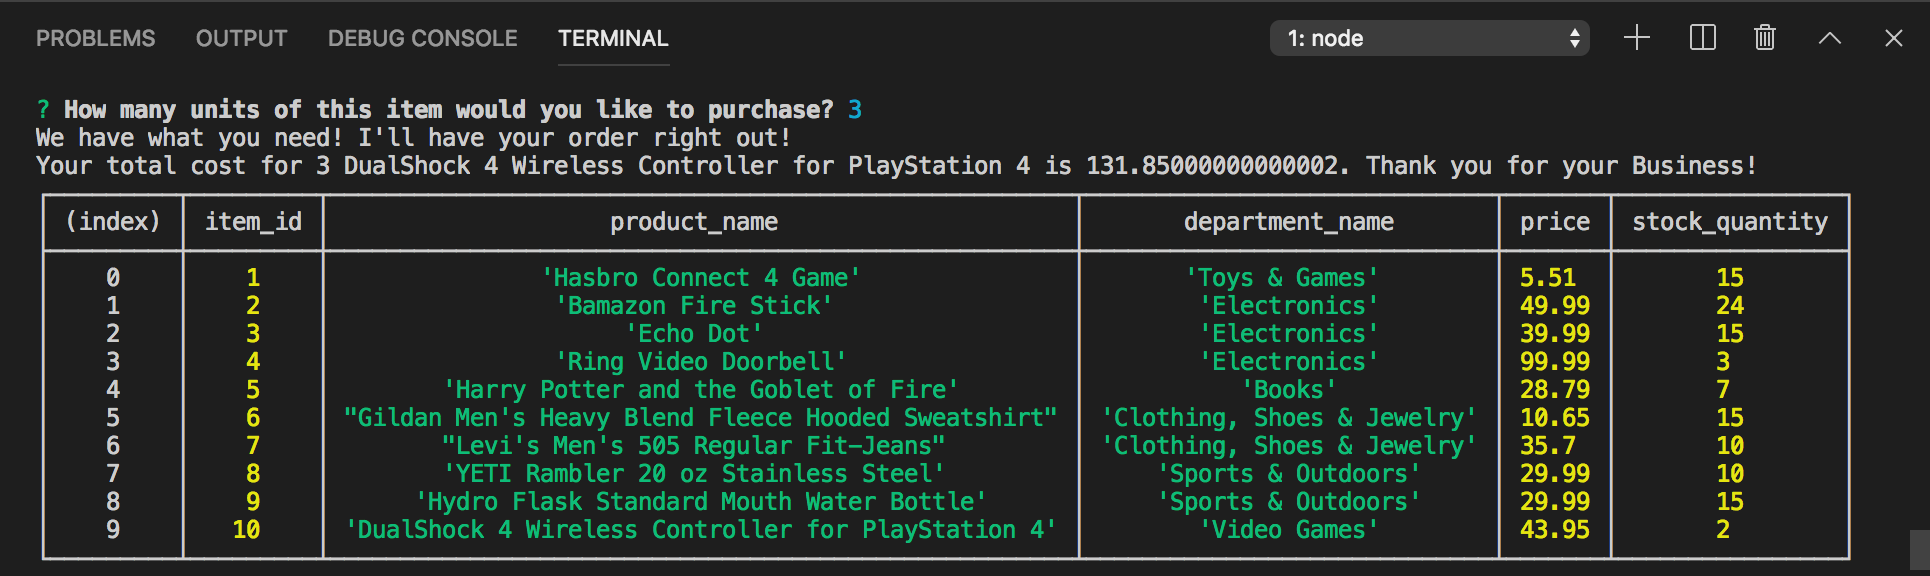 PROBLEMS OUTPUT DEBUG CONSOLE TERMINAL 1: node
? How many units of this item would you like to purchase? 3
We have what you need! I'll have your order right out!
Your total cost for 3 DualShock 4 Wireless Controller for PlayStation 4 is 131.85000000000002. Thank you for your Business!
(index) item_id product_name department_name price stock_quantity
0 1 'Hasbro Connect 4 Game' 'Toys & Games' 5.51 15
1 2 'Bamazon Fire Stick' 'Electronics' 49.99 24
2 3 'Echo Dot' 'Electronics' 39.99 15
3 4 'Ring Video Doorbell' 'Electronics' 99.99 3
4 5 'Harry Potter and the Goblet of Fire' 'Books' 28.79 7
5 6 "Gildan Men's Heavy Blend Fleece Hooded Sweatshirt" 'Clothing, Shoes & Jewelry' 10.65 15
6 7 "Levi's Men's 505 Regular Fit-Jeans" 'Clothing, Shoes & Jewelry' 35.7 10
7 8 'YETI Rambler 20 oz Stainless Steel' 'Sports & Outdoors' 29.99 10
8 9 'Hydro Flask Standard Mouth Water Bottle' 'Sports & Outdoors' 29.99 15
9 10 'DualShock 4 Wireless Controller for PlayStation 4' 'Video Games' 43.95 2